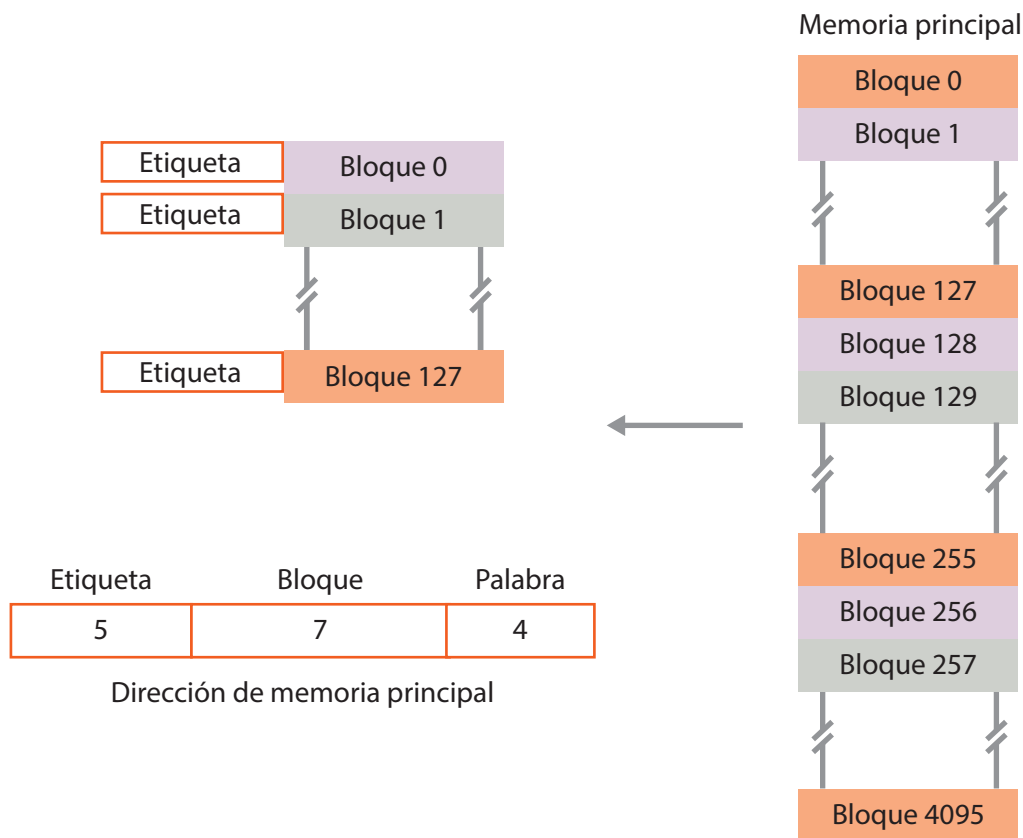 Memoria principal
Bloque 0
Bloque 1
Bloque 127
Bloque 128
Bloque 129
Bloque 255
Bloque 256
Bloque 257
Bloque 4095
Etiqueta Bloque 0
Etiqueta Bloque 1
Etiqueta Bloque 127
Etiqueta Bloque Palabra
5 7 4
Dirección de memoria principal